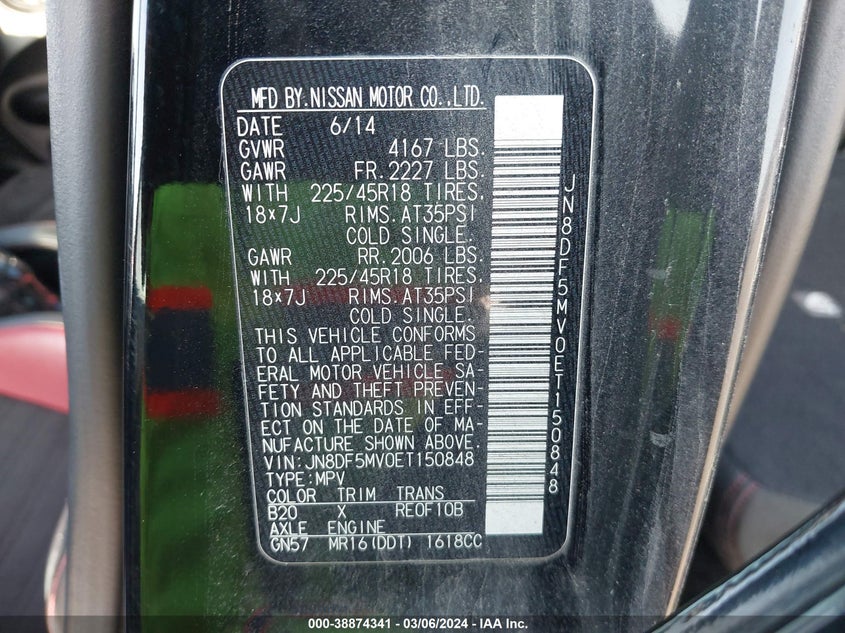 MFD BY.NISSAN MOTOR CO.,LTD.
DATE 6/14
GVWR 4167 LBS.
GAWR FR.2227 LBS.
WITH 225/45R18 TIRES.
18×7J RIMS.AT35PSI
COLD SINGLE.
GAWR RR.2006 LBS.
WITH 225/45R18 TIRES.
18×7J RIMS.AT35PSI
COLD SINGLE.
THIS VEHICLE CONFORMS
TO ALL APPLICABLE FED-
ERAL MOTOR VEHICLE SA-
FETY AND THEFT PREVEN-
TION STANDARDS IN EFF-
ECT ON THE DATE OF MA-
NUFACTURE SHOWN ABOVE.
VIN:JN8DF5MV0ET150848
TYPE:MPV
COLOR TRIM TRANS
B20 X RE0F10B
AXLE ENGINE
GN57 MR16(DDT) 1618CC
JN8DF5MV0ET150848
000-38874341 - 03/06/2024 - IAA Inc.